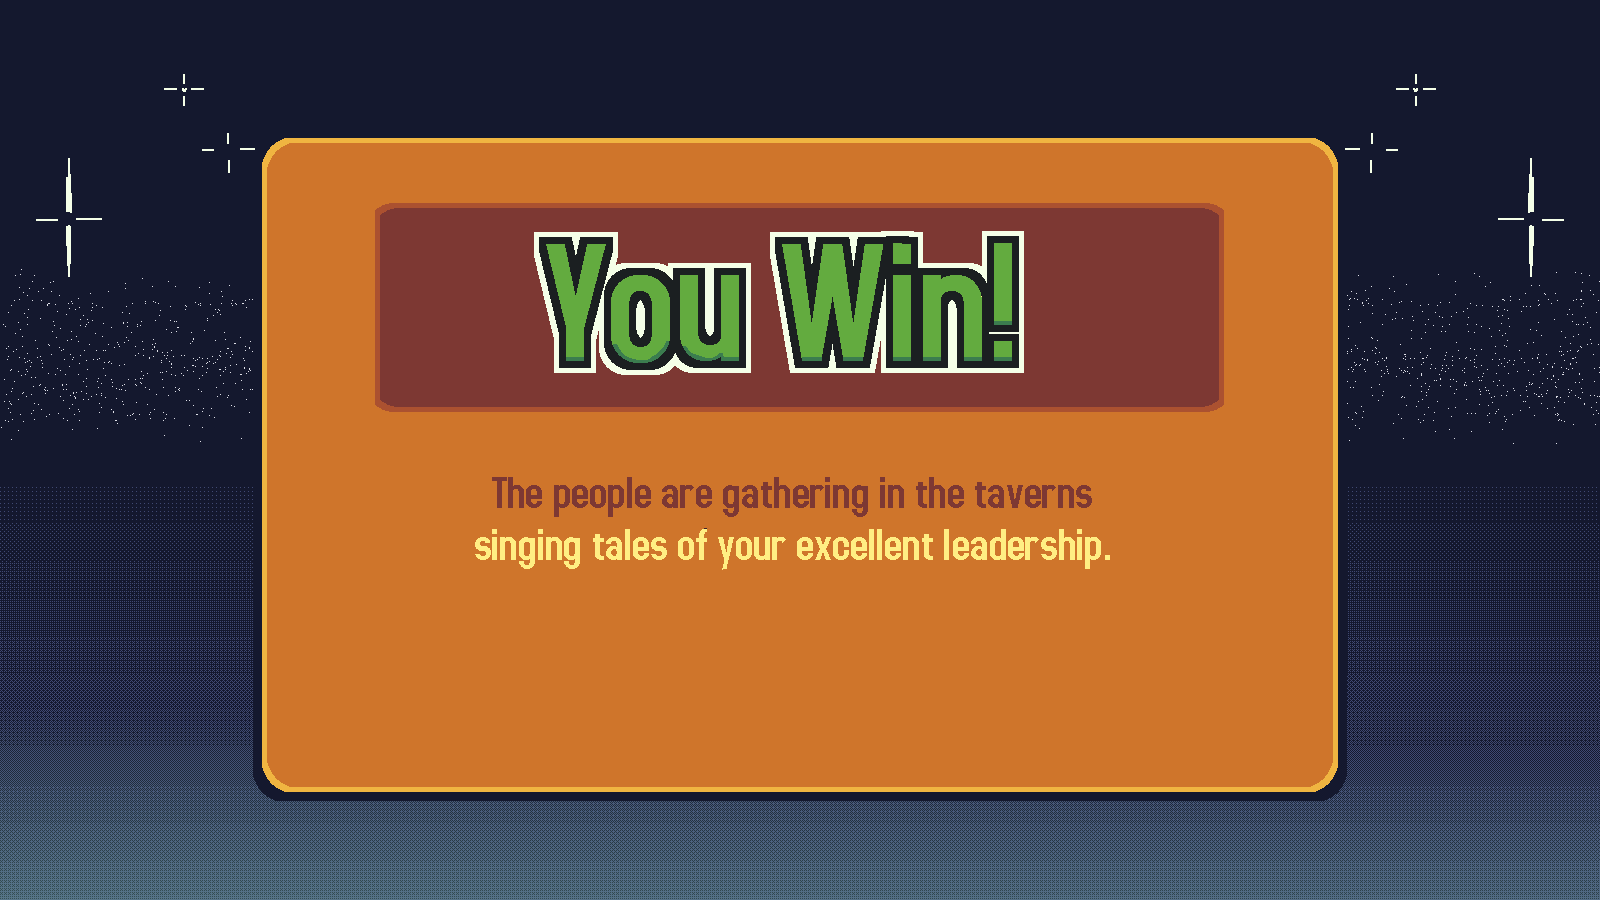 You Win!
The people are gathering in the taverns
singing tales of your excellent leadership.